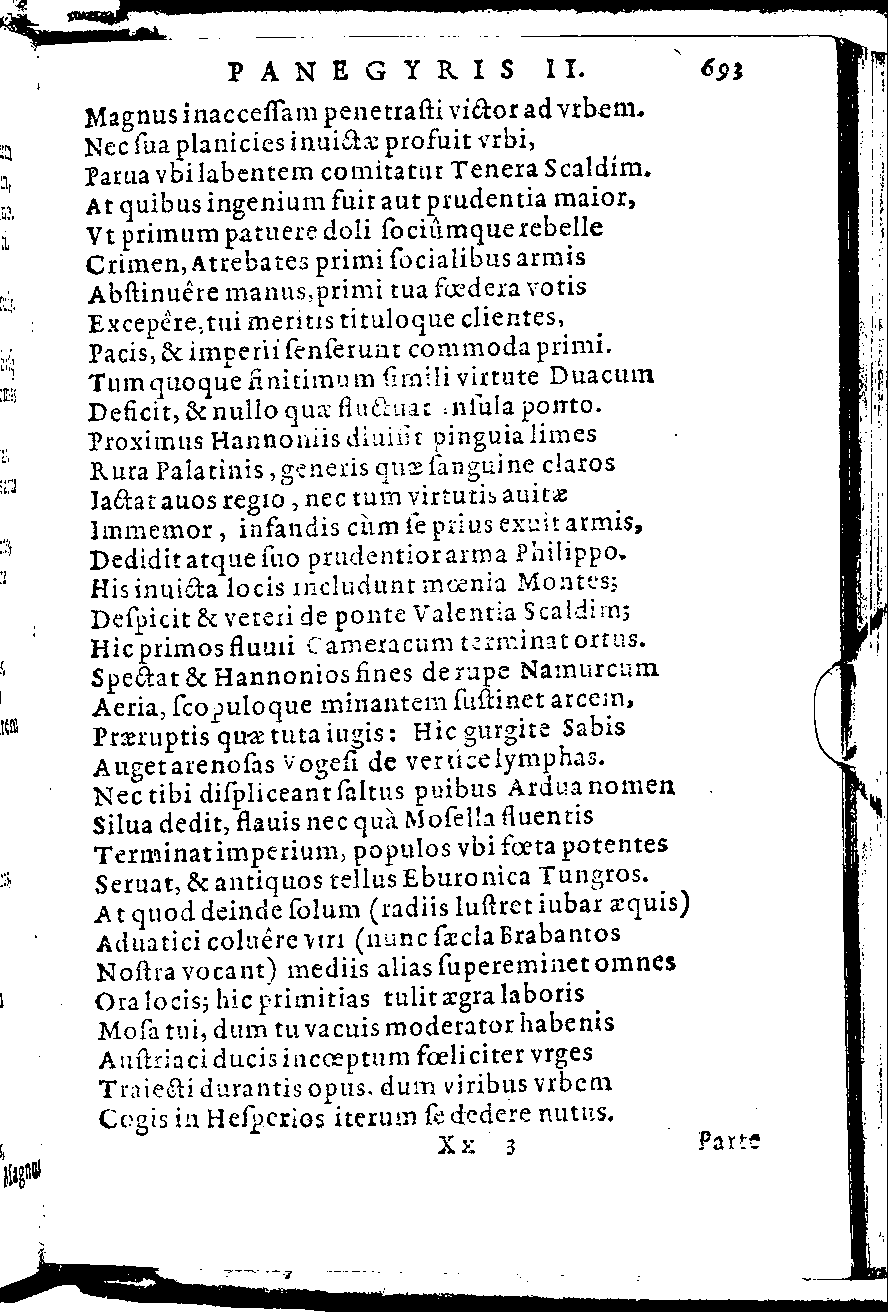 PANEGYRIS II. 693
Magnus inaccessam penetrasti victor ad vrbem.
Nec sua planicies inuictæ profuit vrbi,
Parua vbi labentem comitatur Tenera Scaldim.
At quibus ingenium fuit aut prudentia maior,
Vt primum patuere doli sociûmque rebelle
Crimen, Atrebates primi socialibus armis
Abstinuêre manus, primi tua fœdera votis
Excepêre, tui meritis tituloque clientes,
Pacis, & imperii senserunt commoda primi.
Tum quoque finitimum simili virtute Duacum
Deficit, & nullo quæ fluctuat insula ponto.
Proximus Hannoniis diuisit pinguia limes
Rura Palatinis, generis quæ sanguine claros
Iactat auos regio, nec tum virtutis auitæ
Immemor, infandis cùm se prius exuit armis,
Dedidit atque suo prudentior arma Philippo.
His inuicta locis includunt mœnia Montes;
Despicit & veteri de ponte Valentia Scaldim;
Hic primos fluuii Cameracum terminat ortus.
Spectat & Hannonios fines de rupe Namurcum
Aeria, scopuloque minantem sustinet arcem,
Præruptis quæ tuta iugis: Hic gurgite Sabis
Auget arenosas Vogesi de vertice lymphas.
Nec tibi displiceant saltus quibus Ardua nomen
Silua dedit, flauis nec quà Mosella fluentis
Terminat imperium, populos vbi fœta potentes
Seruat, & antiquos tellus Eburonica Tungros.
At quod deinde solum (radiis lustret iubar æquis)
Aduatici coluêre viri (nunc sæcla Brabantos
Nostra vocant) mediis alias supereminet omnes
Ora locis; hic primitias tulit ægra laboris
Mosa tui, dum tu vacuis moderator habenis
Austriaci ducis incœptum fœliciter vrges
Traiecti durantis opus. dum viribus vrbem
Cogis in Hesperios iterum se dedere nutus.
Xx 3 Parte
Magnus